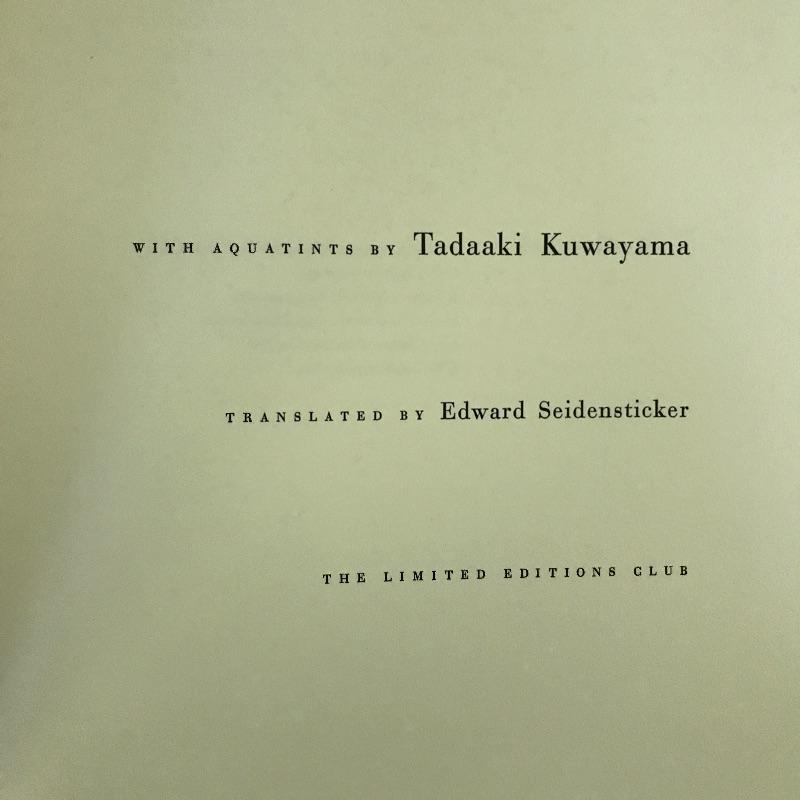 WITH AQUATINTS BY Tadaaki Kuwayama
TRANSLATED BY Edward Seidensticker
THE LIMITED EDITIONS CLUB